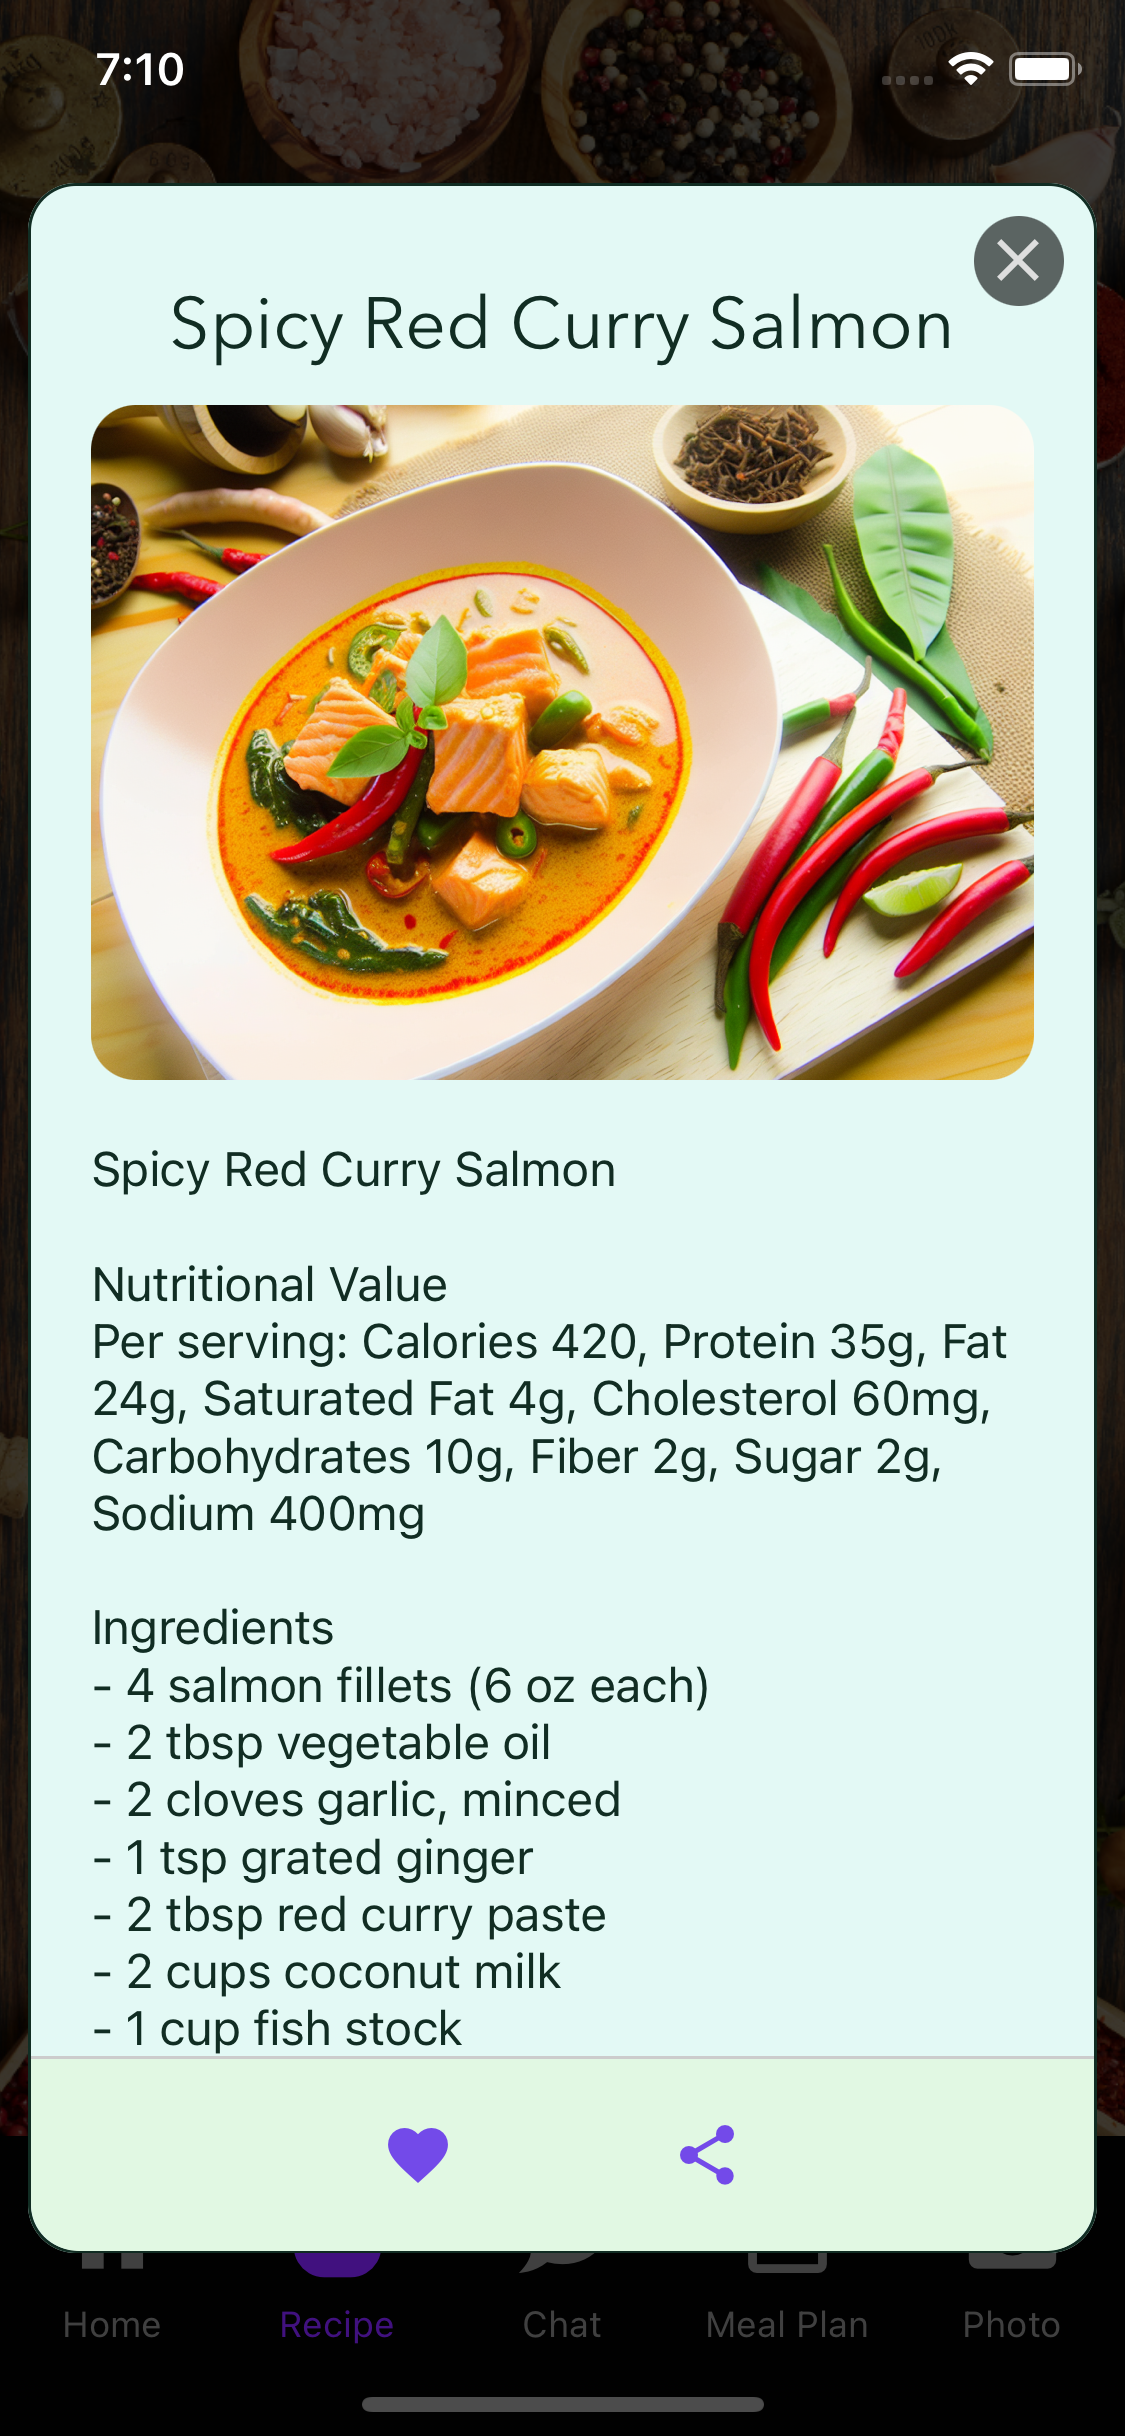 7:10
Spicy Red Curry Salmon
Spicy Red Curry Salmon
Nutritional Value
Per serving: Calories 420, Protein 35g, Fat
24g, Saturated Fat 4g, Cholesterol 60mg,
Carbohydrates 10g, Fiber 2g, Sugar 2g,
Sodium 400mg
Ingredients
- 4 salmon fillets (6 oz each)
- 2 tbsp vegetable oil
- 2 cloves garlic, minced
- 1 tsp grated ginger
- 2 tbsp red curry paste
- 2 cups coconut milk
- 1 cup fish stock
Home Recipe Chat Meal Plan Photo